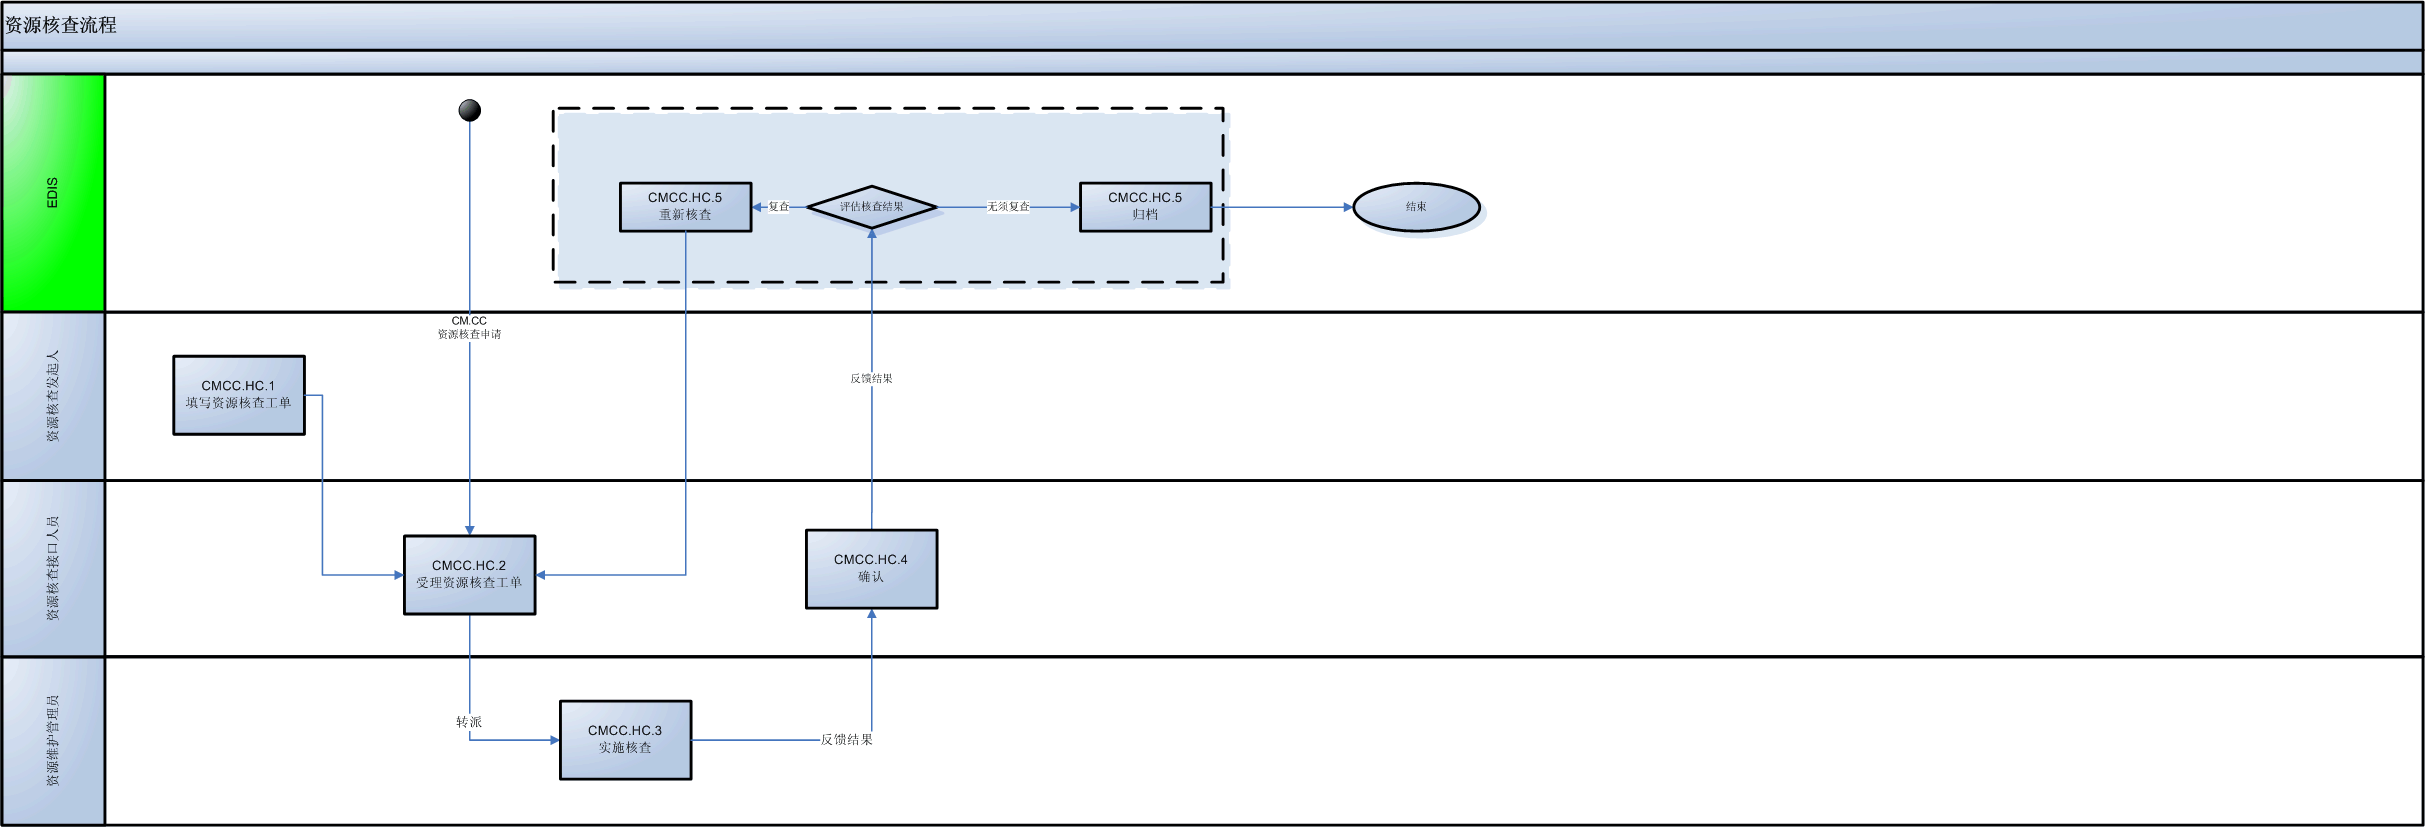 资源核查流程
EDIS
CMCC.HC.5
重新核查
复查
评估核查结果
无须复查
CMCC.HC.5
归档
结束
CM.CC
资源核查申请
资源核查发起人
CMCC.HC.1
填写资源核查工单
反馈结果
资源核查接口人员
CMCC.HC.2
受理资源核查工单
CMCC.HC.4
确认
资源维护管理员
转派
CMCC.HC.3
实施核查
反馈结果